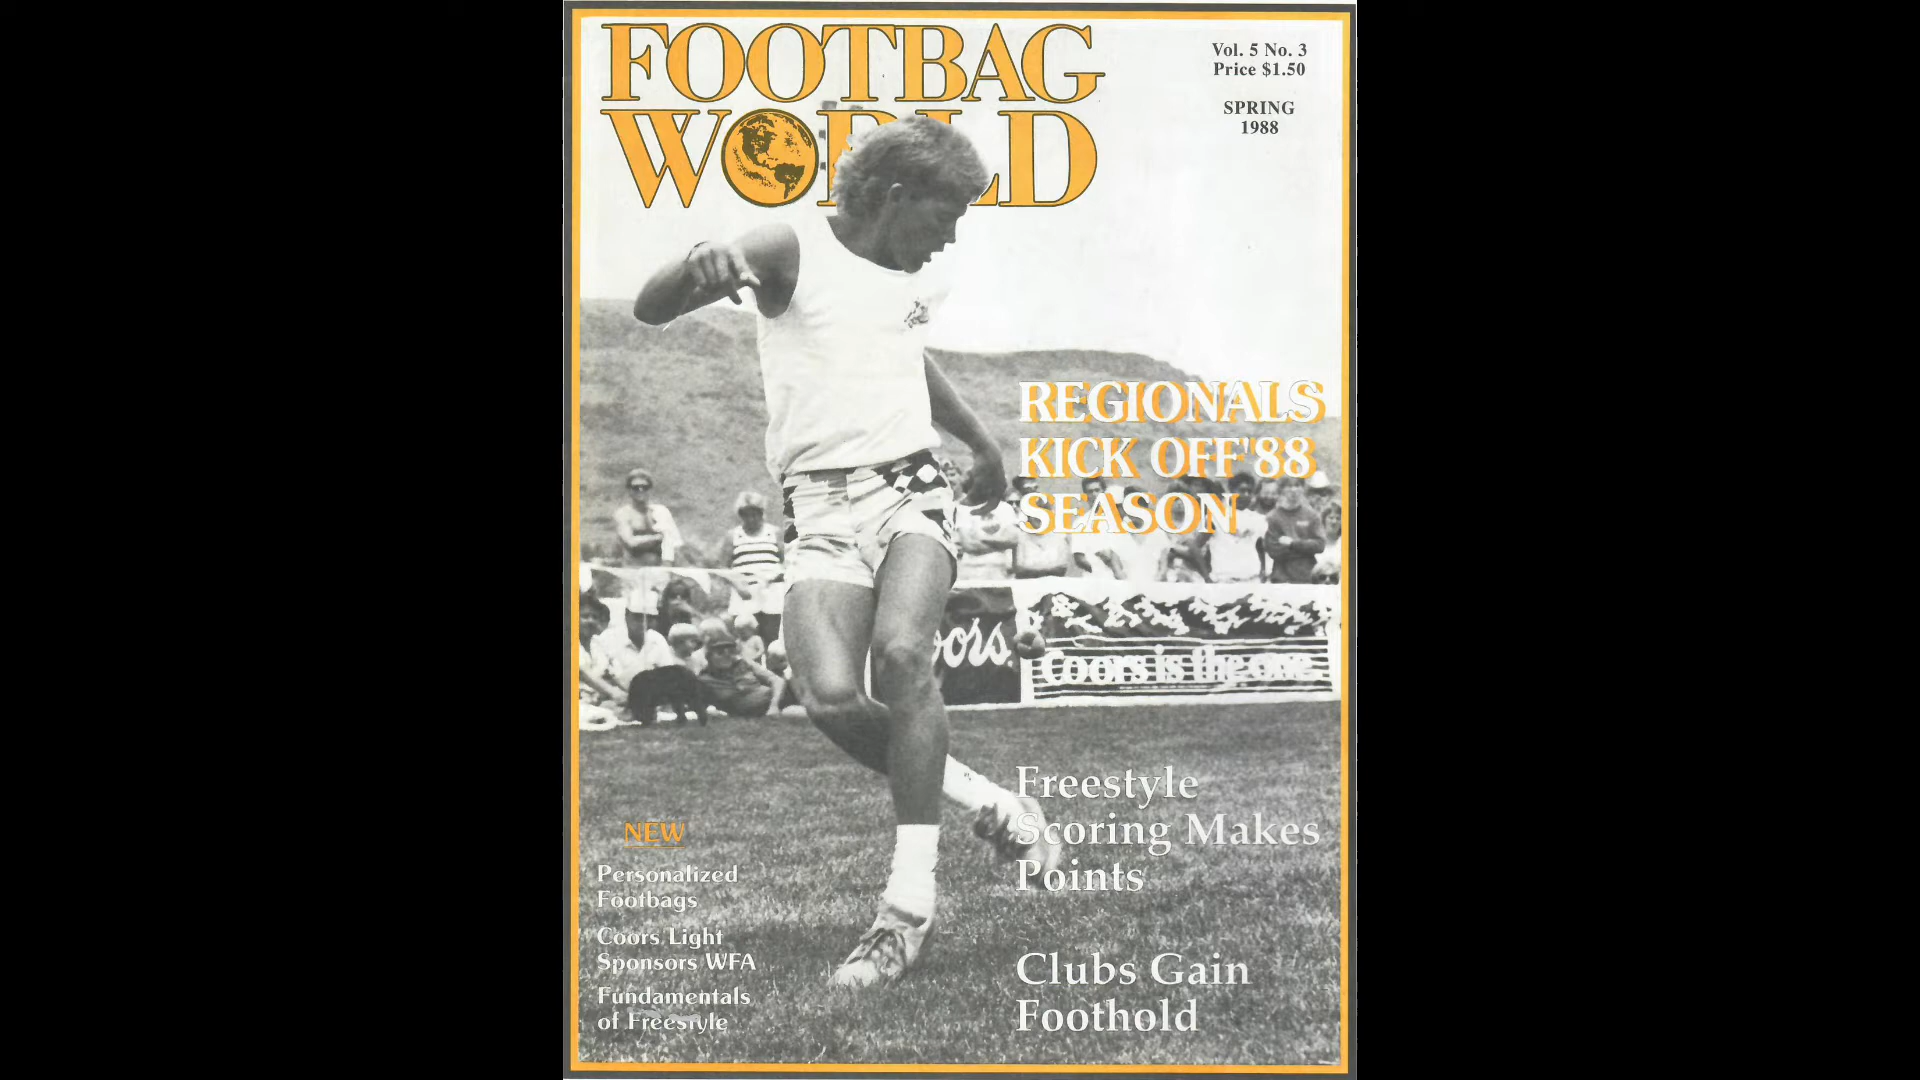 FOOTBAG
WORLD
Vol. 5 No. 3
Price $1.50
SPRING
1988
REGIONALS
KICK OFF '88
SEASON
oors.
Coors is the one.
Freestyle
Scoring Makes
Points
Clubs Gain
Foothold
NEW
Personalized
Footbags
Coors Light
Sponsors WFA
Fundamentals
of Freestyle